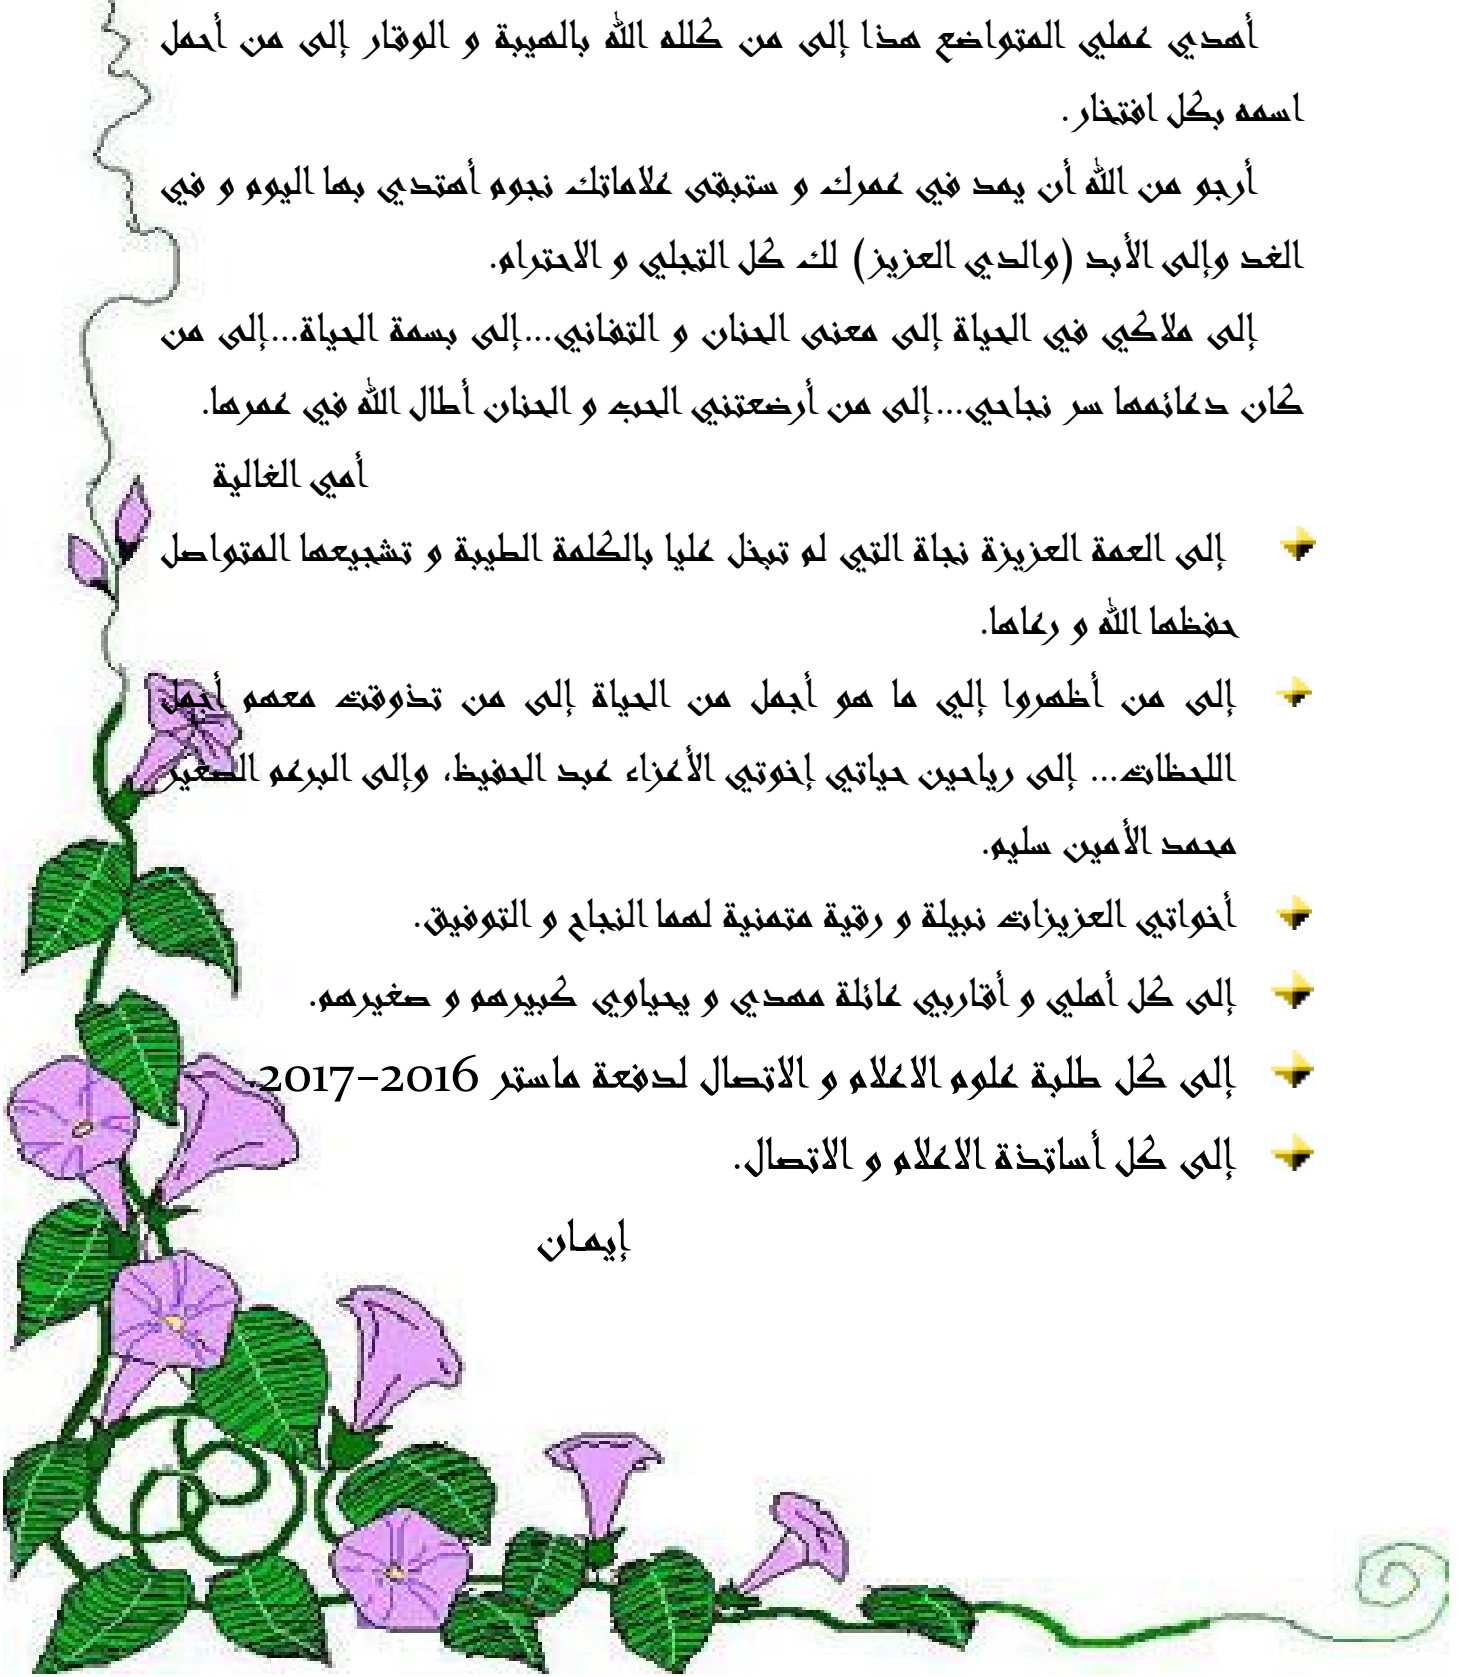 أهدي عملي المتواضع هذا إلى من كلله الله بالهيبة و الوقار إلى من أحمل
اسمه بكل افتخار.
أرجو من الله أن يمد في عمرك و ستبقى علاماتك نجوم أهتدي بها اليوم و في
الغد وإلى الأبد (والدي العزيز) لك كل التجلي و الاحترام.
إلى ملاكي في الحياة إلى معنى الحنان و التفاني...إلى بسمة الحياة...إلى من
كان دعائمها سر نجاحي...إلى من أرضعتني الحب و الحنان أطال الله في عمرها.
أمي الغالية
إلى العمة العزيزة نجاة التي لم تبخل عليا بالكلمة الطيبة و تشجيعها المتواصل
حفظها الله و رعاها.
إلى من أظهروا إلي ما هو أجمل من الحياة إلى من تذوقت معهم أجمل
اللحظات... إلى رياحين حياتي إخوتي الأعزاء عبد الحفيظ، وإلى البرعم الصغير
محمد الأمين سليم.
أخواتي العزيزات نبيلة و رقية متمنية لهما النجاح و التوفيق.
إلى كل أهلي و أقاربي عائلة مهدي و يحياوي كبيرهم و صغيرهم.
إلى كل طلبة علوم الاعلام و الاتصال لدفعة ماستر 2016-2017.
إلى كل أساتذة الاعلام و الاتصال.
إيمان